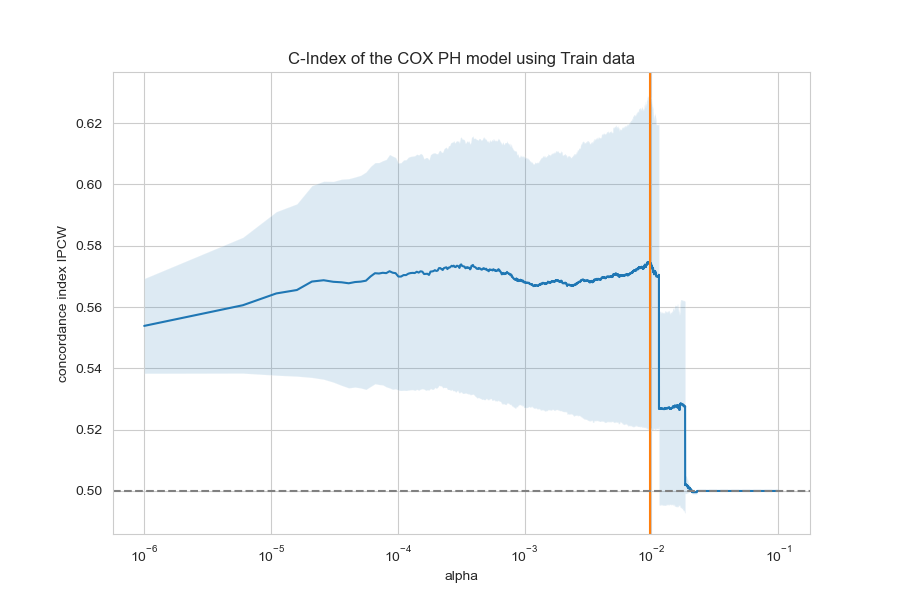 C-Index of the COX PH model using Train data
concordance index IPCW
0.62
0.60
0.58
0.56
0.54
0.52
0.50
10⁻⁶ 10⁻⁵ 10⁻⁴ 10⁻³ 10⁻² 10⁻¹
alpha